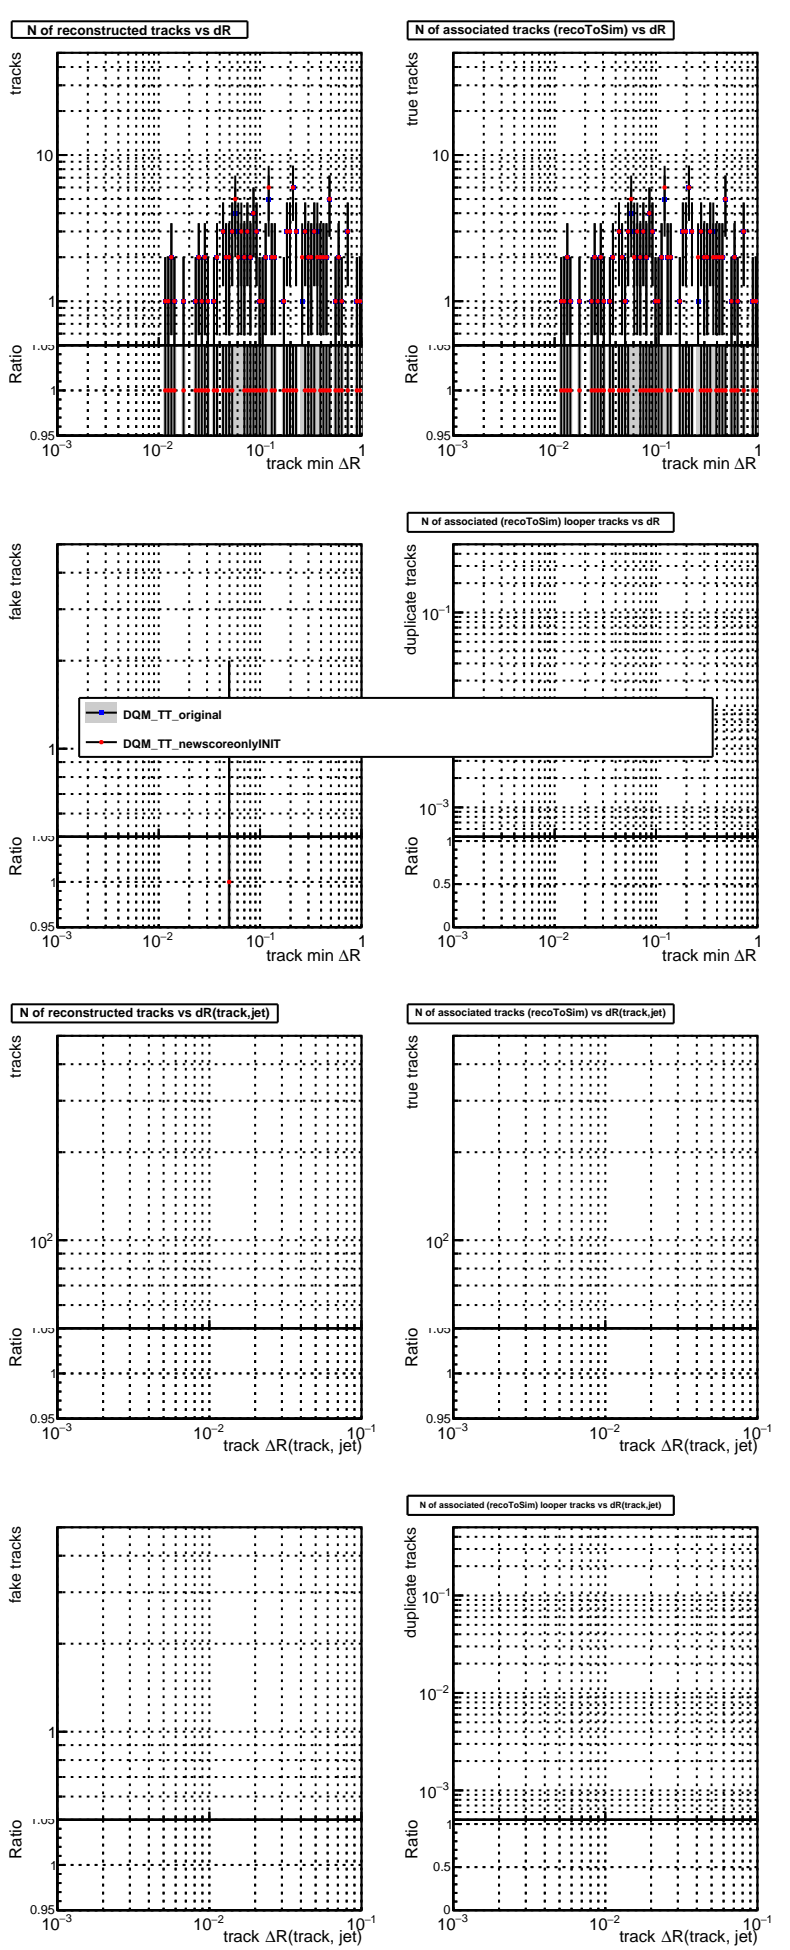 N of reconstructed tracks vs dR
tracks
10
1
1.05
Ratio
1
0.95
10−3
10−2
10−1
1
track min ΔR
N of associated tracks (recoToSim) vs dR
true tracks
10
1
1.05
Ratio
1
0.95
10−3
10−2
10−1
1
track min ΔR
fake tracks
1
1.05
Ratio
1
0.95
10−3
10−2
10−1
1
track min ΔR
N of associated (recoToSim) looper tracks vs dR
duplicate tracks
10−1
10−3
Ratio
1
0.5
0
10−3
10−2
10−1
1
track min ΔR
DQM_TT_original
DQM_TT_newscoreonlyINIT
N of reconstructed tracks vs dR(track,jet)
tracks
102
1.05
Ratio
1
0.95
10−3
10−2
10−1
track ΔR(track, jet)
N of associated tracks (recoToSim) vs dR(track,jet)
true tracks
102
1.05
Ratio
1
0.95
10−3
10−2
10−1
track ΔR(track, jet)
fake tracks
1
1.05
Ratio
1
0.95
10−3
10−2
10−1
track ΔR(track, jet)
N of associated (recoToSim) looper tracks vs dR(track,jet)
duplicate tracks
10−1
10−2
10−3
Ratio
1
0.5
0
10−3
10−2
10−1
track ΔR(track, jet)